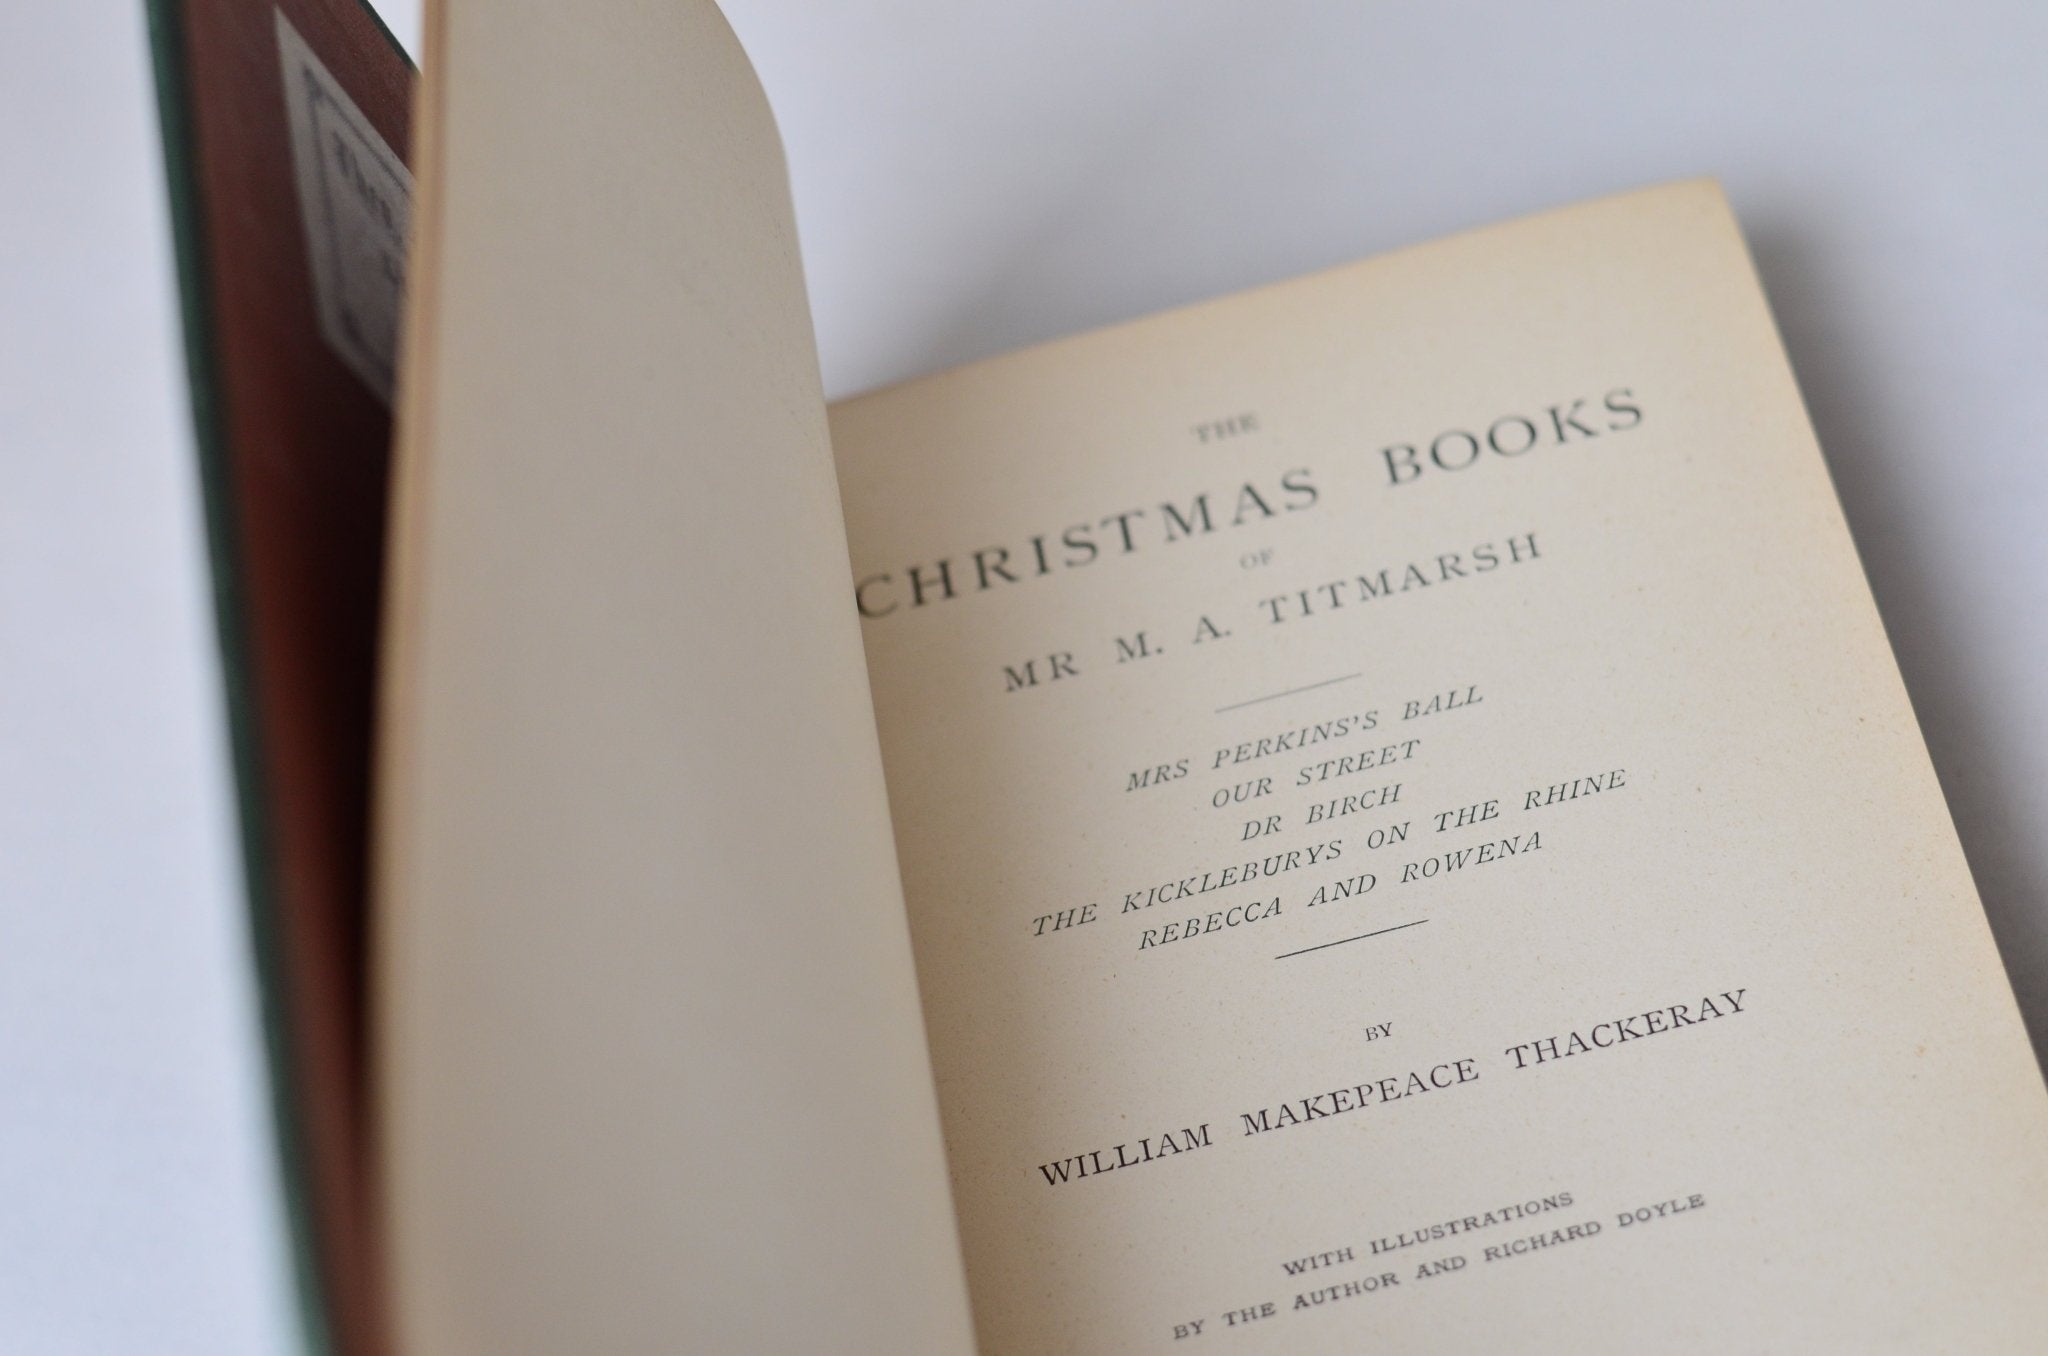 THE
CHRISTMAS BOOKS
OF
MR M. A. TITMARSH
MRS PERKINS'S BALL
OUR STREET
DR BIRCH
THE KICKLEBURYS ON THE RHINE
REBECCA AND ROWENA
BY
WILLIAM MAKEPEACE THACKERAY
WITH ILLUSTRATIONS
BY THE AUTHOR AND RICHARD DOYLE